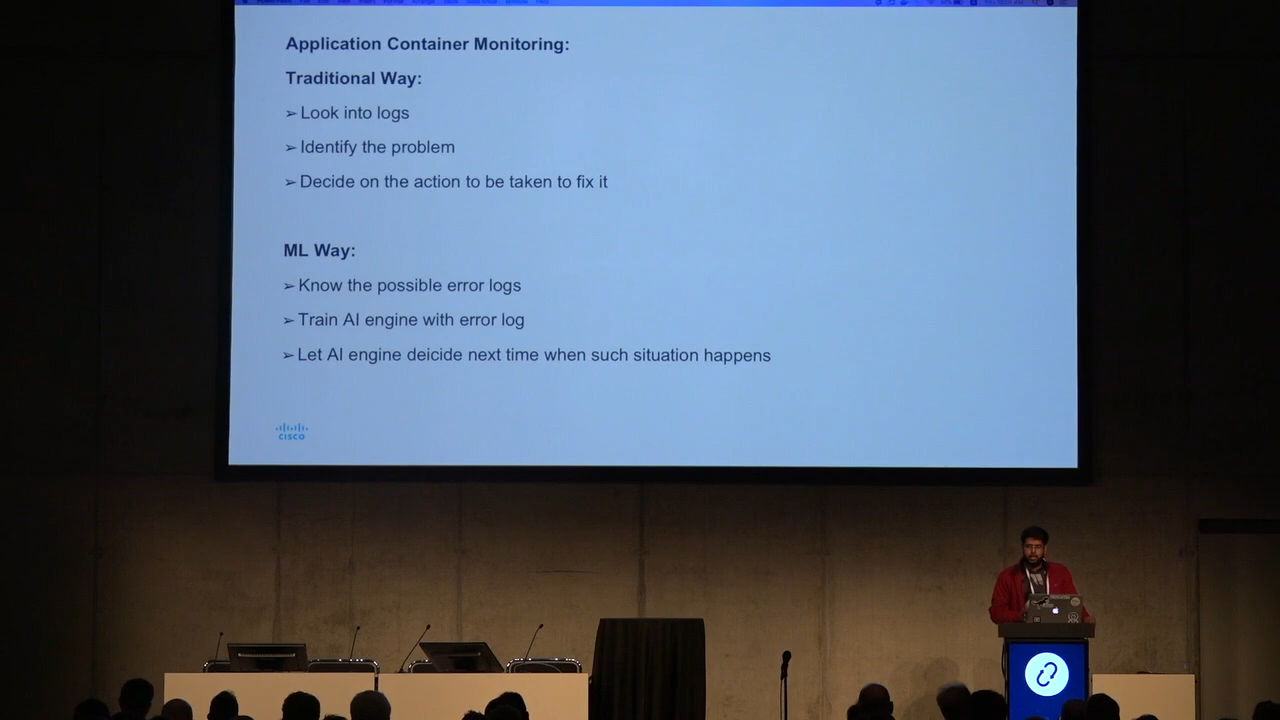 Application Container Monitoring:
Traditional Way:
➢ Look into logs
➢ Identify the problem
➢ Decide on the action to be taken to fix it
ML Way:
➢ Know the possible error logs
➢ Train AI engine with error log
➢ Let AI engine deicide next time when such situation happens
CISCO